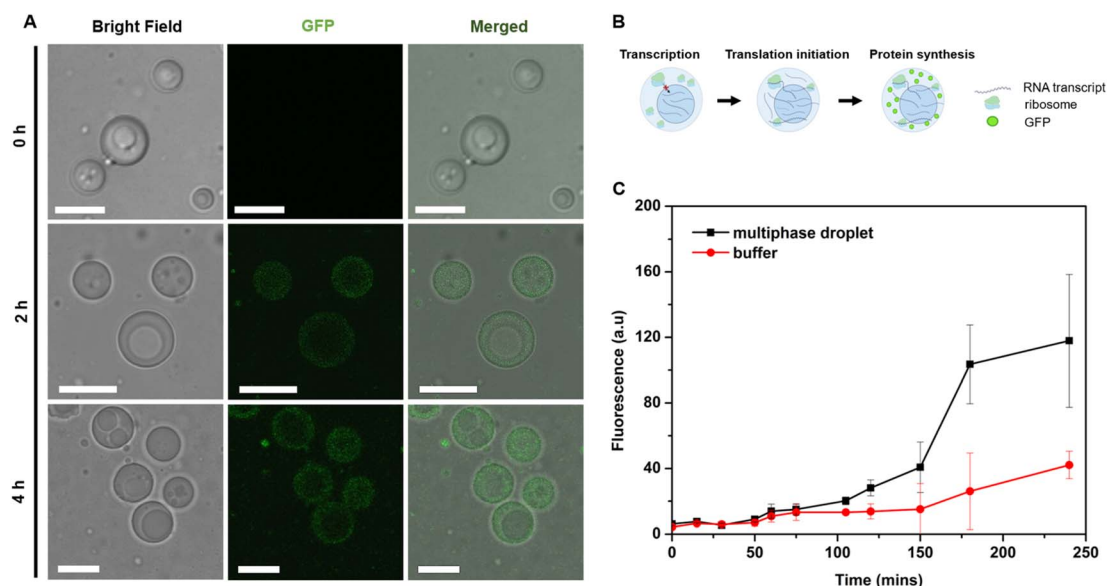 A
Bright Field
GFP
Merged
0 h
2 h
4 h
B
Transcription
Translation initiation
Protein synthesis
RNA transcript
ribosome
GFP
C
200
160
120
80
40
0
Fluorescence (a.u)
multiphase droplet
buffer
0
50
100
150
200
250
Time (mins)